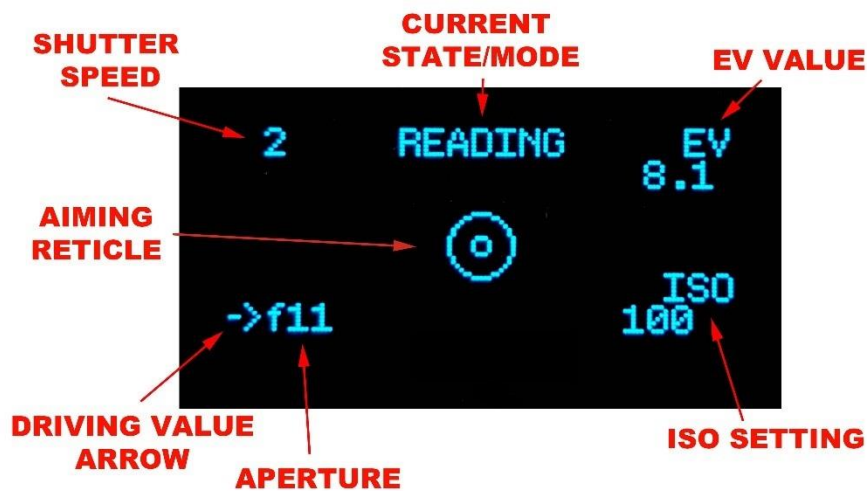 CURRENT
STATE/MODE
SHUTTER
SPEED
EV VALUE
2
READING
EV
8.1
AIMING
RETICLE
ISO
100
->f11
DRIVING VALUE
ARROW
APERTURE
ISO SETTING